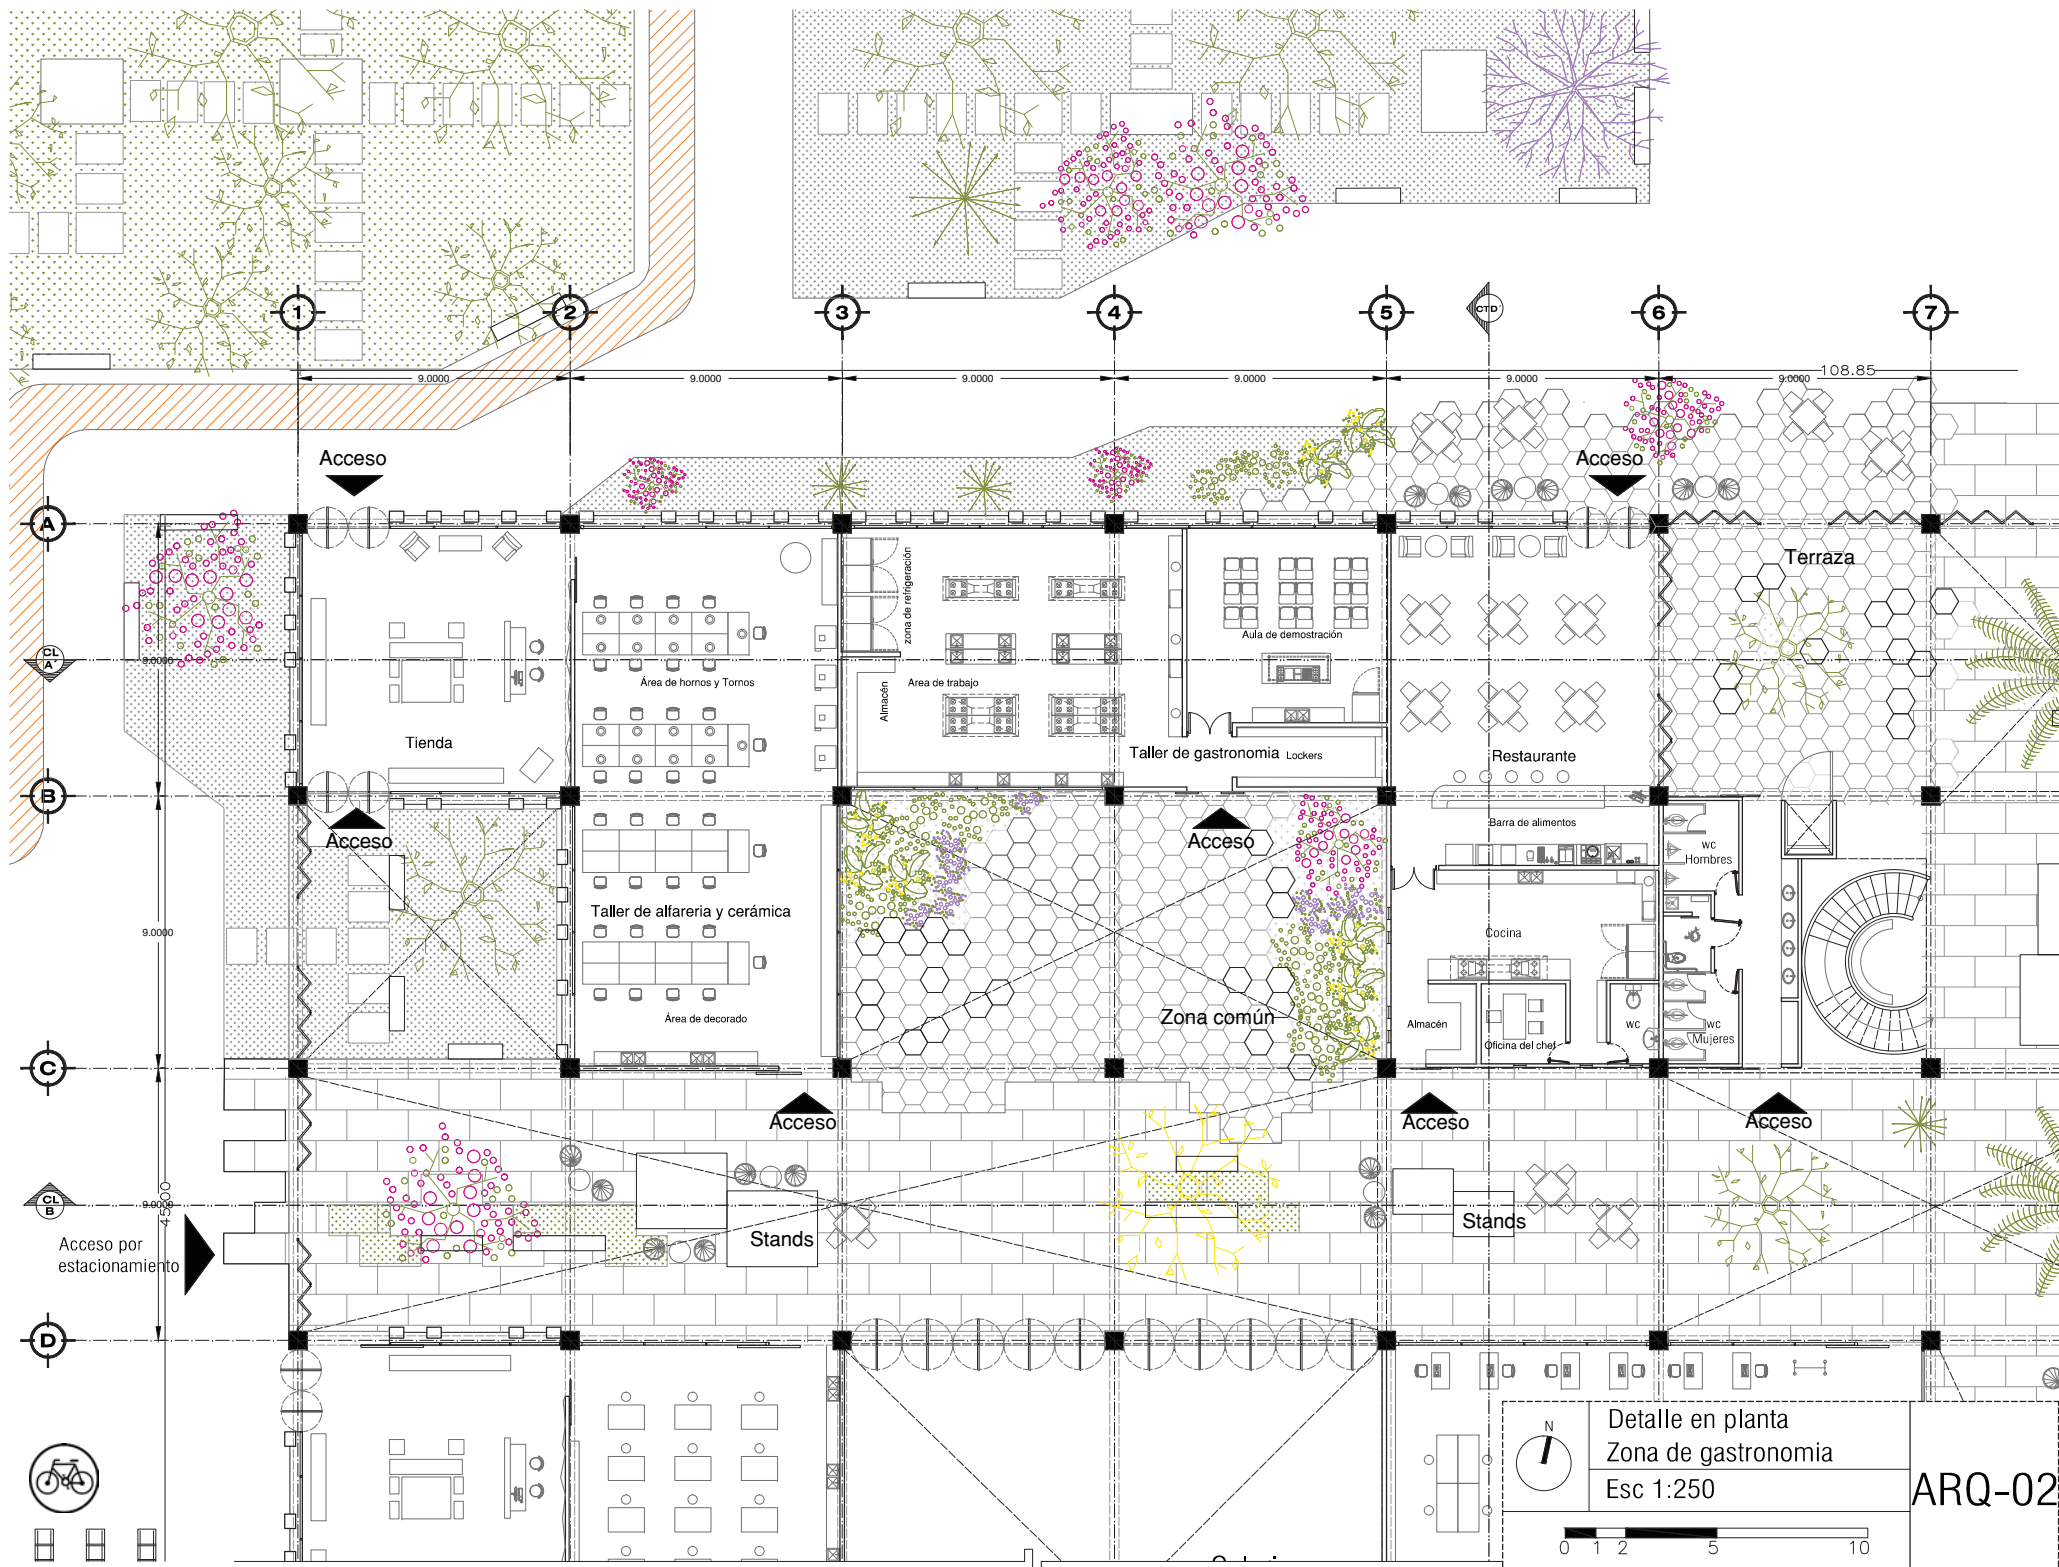 1
2
3
4
5
CTD'
6
7
9.0000
9.0000
9.0000
9.0000
9.0000
9.0000
108.85
Acceso
Acceso
A
Terraza
zona de refrigeración
Aula de demostración
CL
A'
9.0000
Área de hornos y Tornos
Almacén
Area de trabajo
Tienda
Taller de gastronomia
Lockers
Restaurante
B
Acceso
Acceso
Barra de alimentos
wc
Hombres
Taller de alfareria y cerámica
9.0000
Cocina
Zona común
Área de decorado
Almacén
Oficina del chef
wc
wc
Mujeres
C
Acceso
Acceso
Acceso
CL
B
9.0000
4500
Stands
Stands
Acceso por
estacionamiento
D
N
Detalle en planta
Zona de gastronomia
Esc 1:250
ARQ-02
0 1 2 5 10